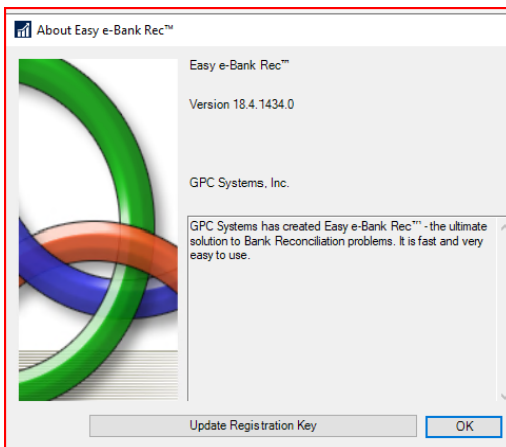 About Easy e-Bank Rec™
Easy e-Bank Rec™
Version 18.4.1434.0
GPC Systems, Inc.
GPC Systems has created Easy e-Bank Rec™ - the ultimate
solution to Bank Reconciliation problems. It is fast and very
easy to use.
Update Registration Key
OK